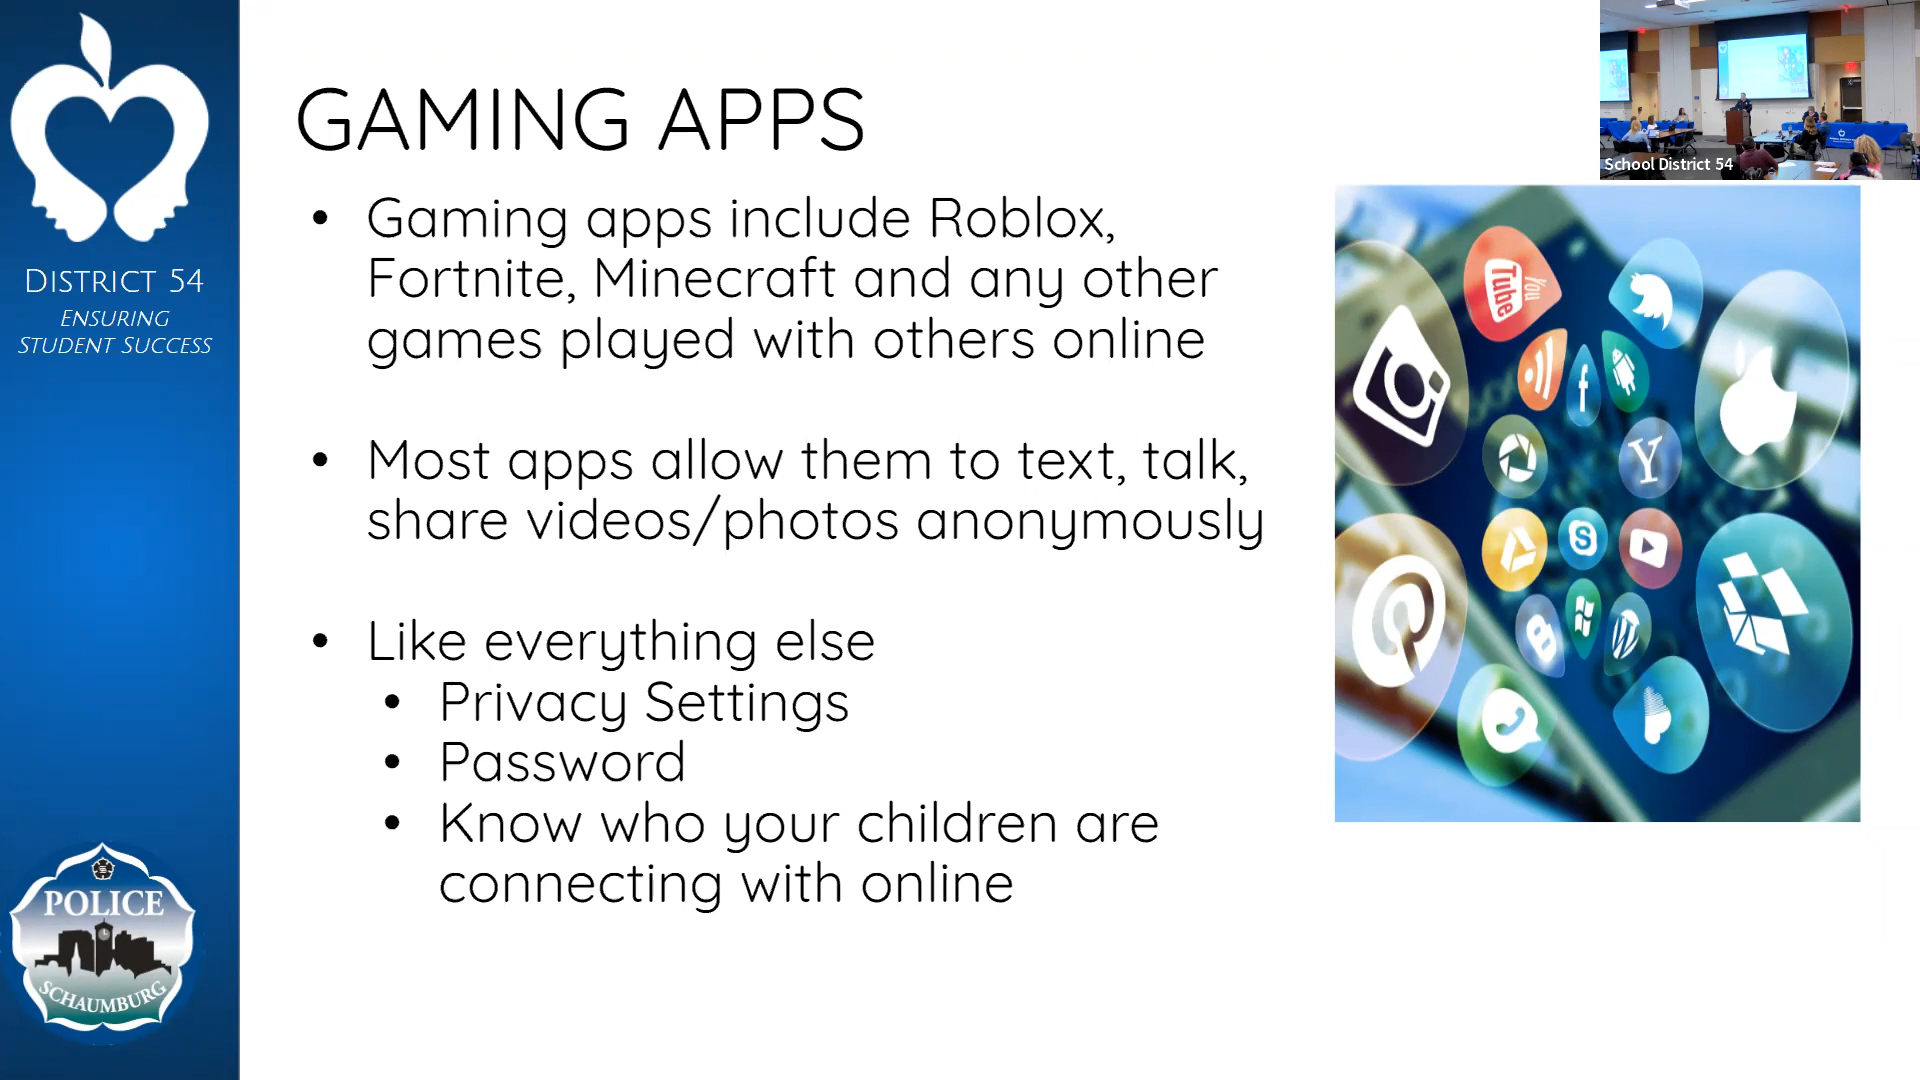 DISTRICT 54
ENSURING
STUDENT SUCCESS
POLICE
SCHAUMBURG
GAMING APPS
• Gaming apps include Roblox,
Fortnite, Minecraft and any other
games played with others online
• Most apps allow them to text, talk,
share videos/photos anonymously
• Like everything else
• Privacy Settings
• Password
• Know who your children are
connecting with online
School District 54
You
Tube